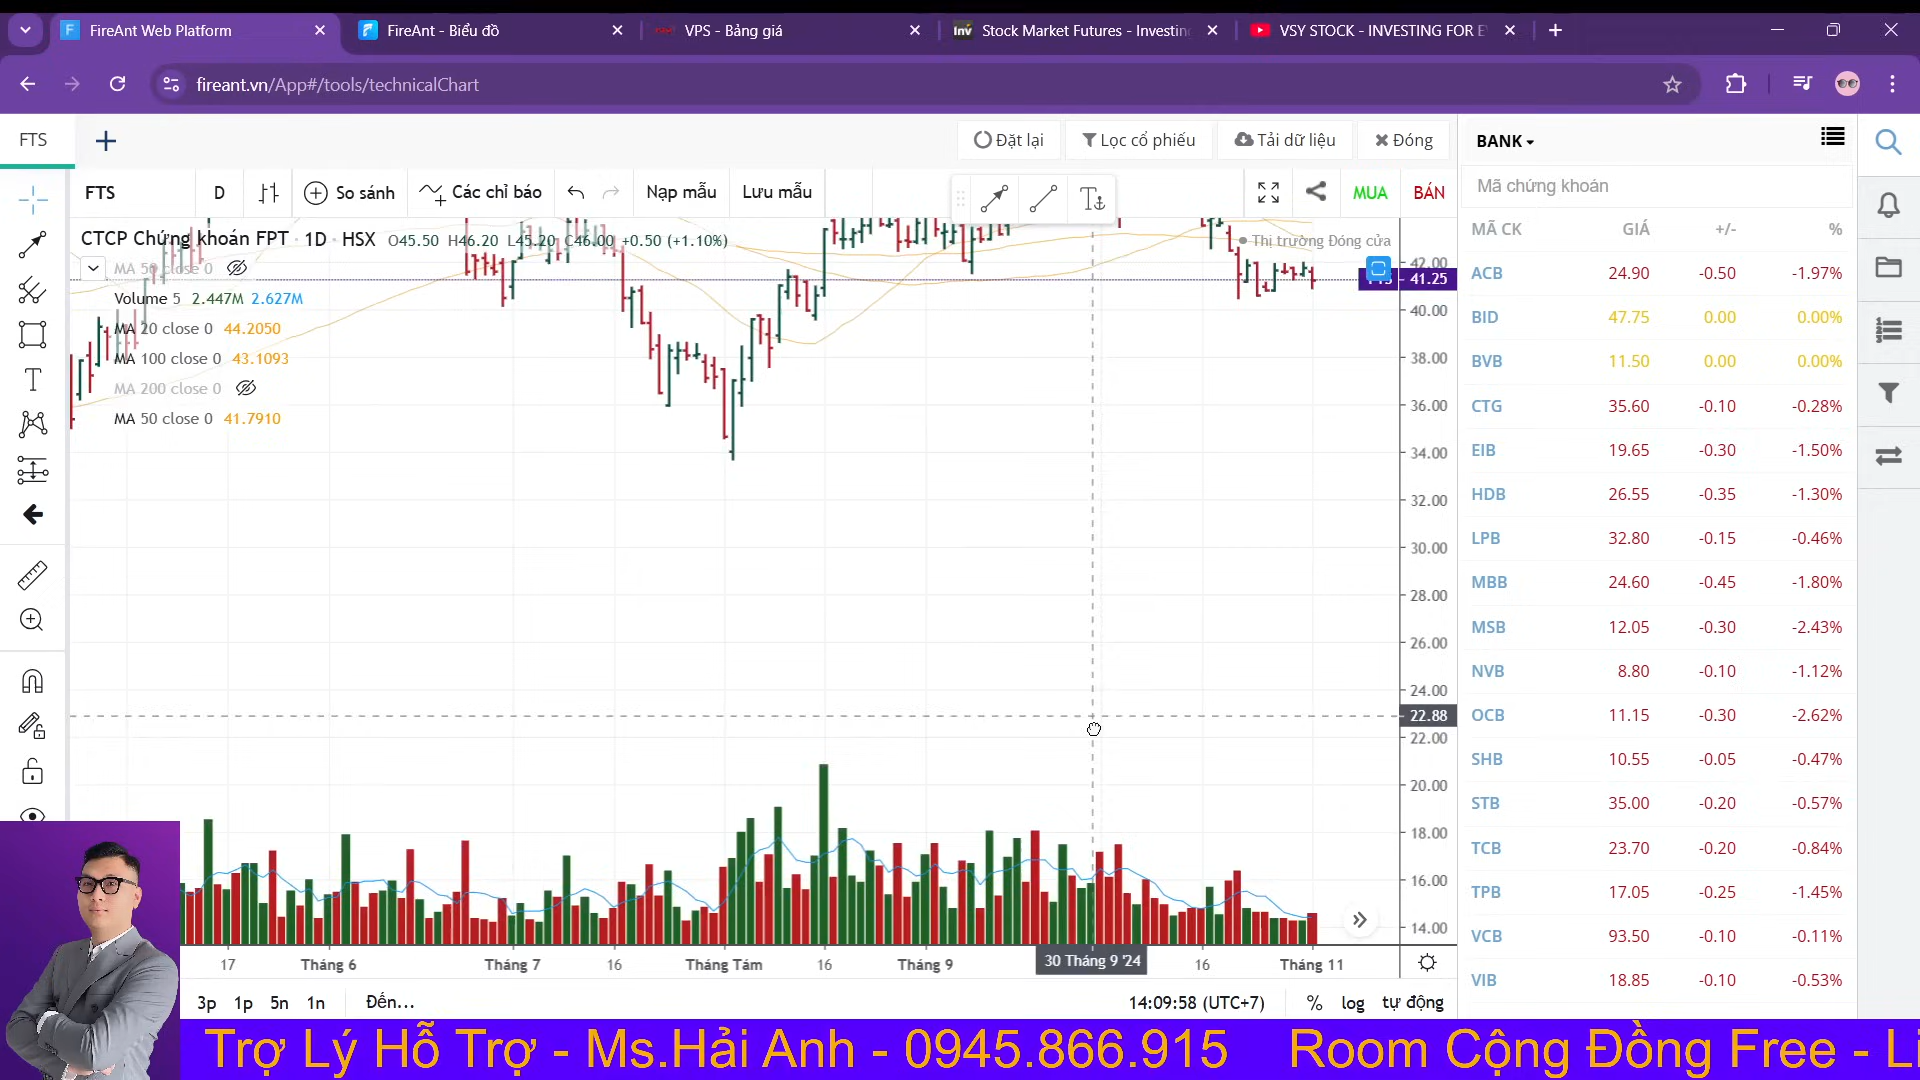 FireAnt Web Platform
FireAnt - Biểu đồ
VPS - Bảng giá
Stock Market Futures - Investin
VSY STOCK - INVESTING FOR E
fireant.vn/App#/tools/technicalChart
FTS
Đặt lại
Lọc cổ phiếu
Tải dữ liệu
Đóng
BANK
FTS
D
So sánh
Các chỉ báo
Nạp mẫu
Lưu mẫu
MUA
BÁN
Mã chứng khoán
CTCP Chứng khoán FPT · 1D · HSX O45.50 H46.20 L45.20 C46.00 +0.50 (+1.10%)
Thị trường Đóng cửa
MA 50 close 0
Volume 5 2.447M 2.627M
MA 20 close 0 44.2050
MA 100 close 0 43.1093
MA 200 close 0
MA 50 close 0 41.7910
42.00
41.25
40.00
38.00
36.00
34.00
32.00
30.00
28.00
26.00
24.00
22.88
22.00
20.00
18.00
16.00
14.00
MÃ CK GIÁ +/- %
ACB 24.90 -0.50 -1.97%
BID 47.75 0.00 0.00%
BVB 11.50 0.00 0.00%
CTG 35.60 -0.10 -0.28%
EIB 19.65 -0.30 -1.50%
HDB 26.55 -0.35 -1.30%
LPB 32.80 -0.15 -0.46%
MBB 24.60 -0.45 -1.80%
MSB 12.05 -0.30 -2.43%
NVB 8.80 -0.10 -1.12%
OCB 11.15 -0.30 -2.62%
SHB 10.55 -0.05 -0.47%
STB 35.00 -0.20 -0.57%
TCB 23.70 -0.20 -0.84%
TPB 17.05 -0.25 -1.45%
VCB 93.50 -0.10 -0.11%
VIB 18.85 -0.10 -0.53%
17 Tháng 6 Tháng 7 16 Tháng Tám 16 Tháng 9 30 Tháng 9 '24 16 Tháng 11
3p 1p 5n 1n Đến...
14:09:58 (UTC+7) % log tự động
Trợ Lý Hỗ Trợ - Ms.Hải Anh - 0945.866.915 Room Cộng Đồng Free - Li